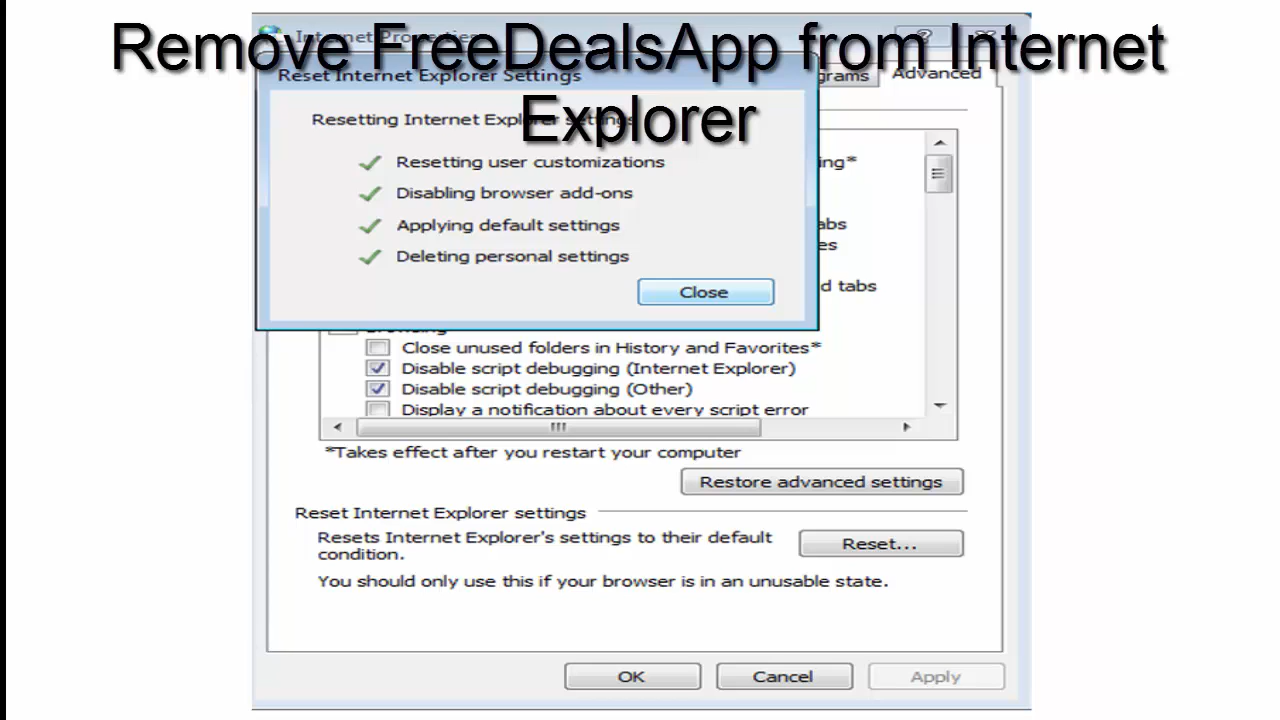 Remove FreeDealsApp from Internet
Explorer
Internet Properties
Reset Internet Explorer Settings
Advanced
Resetting Internet Explorer settings
Resetting user customizations
Disabling browser add-ons
Applying default settings
Deleting personal settings
Close
d tabs
Close unused folders in History and Favorites*
Disable script debugging (Internet Explorer)
Disable script debugging (Other)
Display a notification about every script error
*Takes effect after you restart your computer
Restore advanced settings
Reset Internet Explorer settings
Resets Internet Explorer's settings to their default
condition.
Reset...
You should only use this if your browser is in an unusable state.
OK
Cancel
Apply